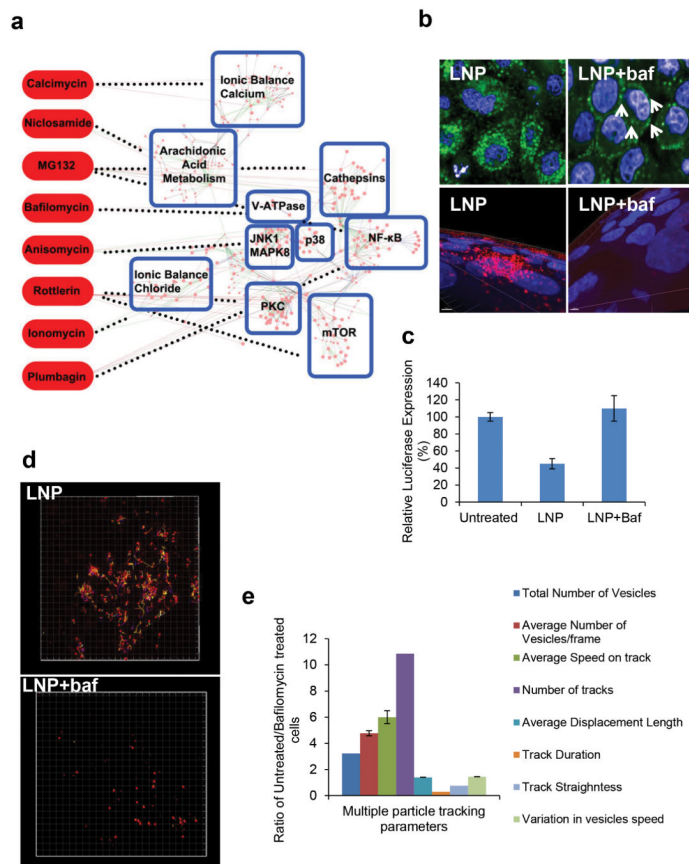 a
Calcimycin
Niclosamide
MG132
Bafilomycin
Anisomycin
Rottlerin
Ionomycin
Plumbagin
Ionic Balance
Calcium
Arachidonic
Acid
Metabolism
Cathepsins
V-ATPase
JNK1
MAPK8
p38
NF-κB
Ionic Balance
Chloride
PKC
mTOR
b
LNP
LNP+baf
LNP
LNP+baf
c
Relative Luciferase Expression
(%)
140
120
100
80
60
40
20
0
Untreated
LNP
LNP+Baf
d
LNP
LNP+baf
e
Ratio of Untreated/Bafilomycin treated
cells
12
10
8
6
4
2
0
Multiple particle tracking
parameters
Total Number of Vesicles
Average Number of
Vesicles/frame
Average Speed on track
Number of tracks
Average Displacement Length
Track Duration
Track Straighntess
Variation in vesicles speed